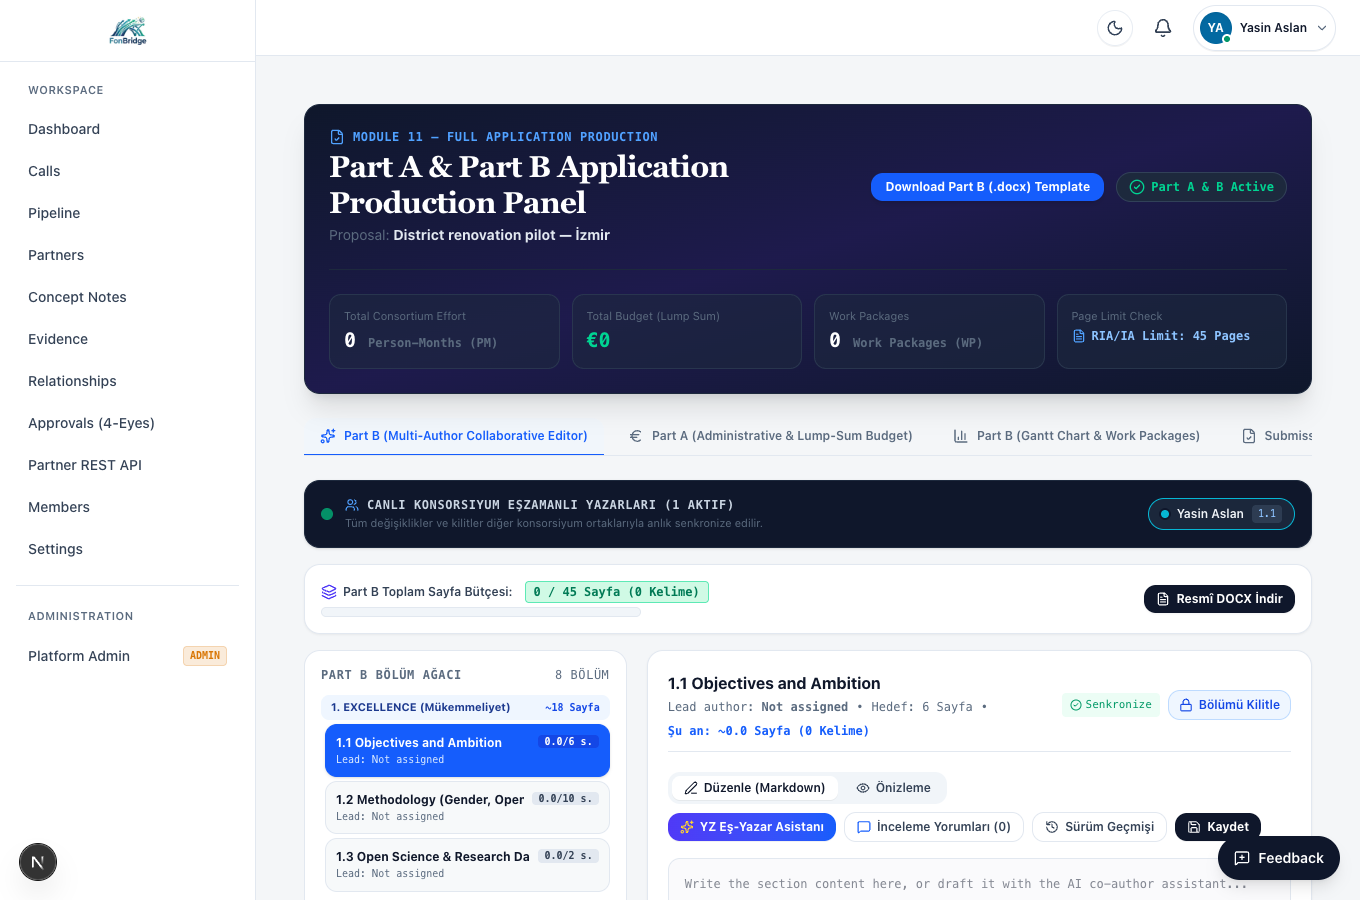 FonBridge
YA
Yasin Aslan
WORKSPACE
Dashboard
Calls
Pipeline
Partners
Concept Notes
Evidence
Relationships
Approvals (4-Eyes)
Partner REST API
Members
Settings
ADMINISTRATION
Platform Admin
ADMIN
N
MODULE 11 — FULL APPLICATION PRODUCTION
Part A & Part B Application
Production Panel
Proposal: District renovation pilot — İzmir
Download Part B (.docx) Template
Part A & B Active
Total Consortium Effort
0 Person-Months (PM)
Total Budget (Lump Sum)
€0
Work Packages
0 Work Packages (WP)
Page Limit Check
RIA/IA Limit: 45 Pages
Part B (Multi-Author Collaborative Editor)
Part A (Administrative & Lump-Sum Budget)
Part B (Gantt Chart & Work Packages)
Submiss
CANLI KONSORSIYUM EŞZAMANLI YAZARLARI (1 AKTIF)
Tüm değişiklikler ve kilitler diğer konsorsiyum ortaklarıyla anlık senkronize edilir.
Yasin Aslan 1.1
Part B Toplam Sayfa Bütçesi:
0 / 45 Sayfa (0 Kelime)
Resmî DOCX İndir
PART B BÖLÜM AĞACI
8 BÖLÜM
1. EXCELLENCE (Mükemmeliyet)
~18 Sayfa
1.1 Objectives and Ambition
0.0/6 s.
Lead: Not assigned
1.2 Methodology (Gender, Oper
0.0/10 s.
Lead: Not assigned
1.3 Open Science & Research Da
0.0/2 s.
Lead: Not assigned
1.1 Objectives and Ambition
Lead author: Not assigned • Hedef: 6 Sayfa •
Şu an: ~0.0 Sayfa (0 Kelime)
Senkronize
Bölümü Kilitle
Düzenle (Markdown)
Önizleme
YZ Eş-Yazar Asistanı
İnceleme Yorumları (0)
Sürüm Geçmişi
Kaydet
Feedback
Write the section content here, or draft it with the AI co-author assistant...